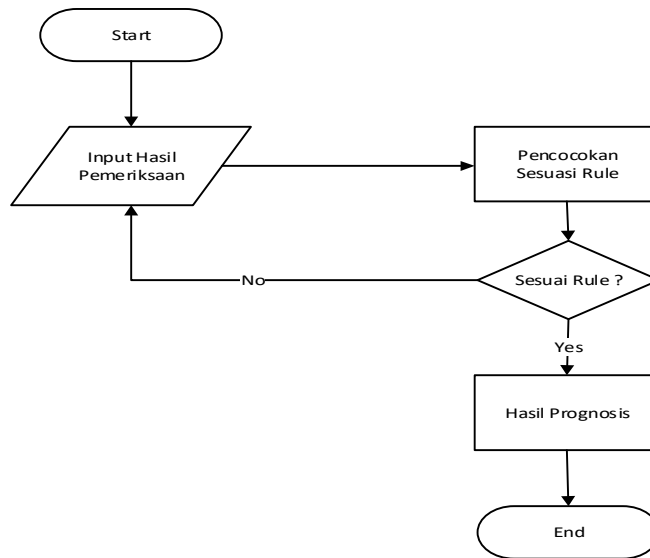 Start
Input Hasil
Pemeriksaan
Pencocokan
Sesuasi Rule
Sesuai Rule ?
No
Yes
Hasil Prognosis
End